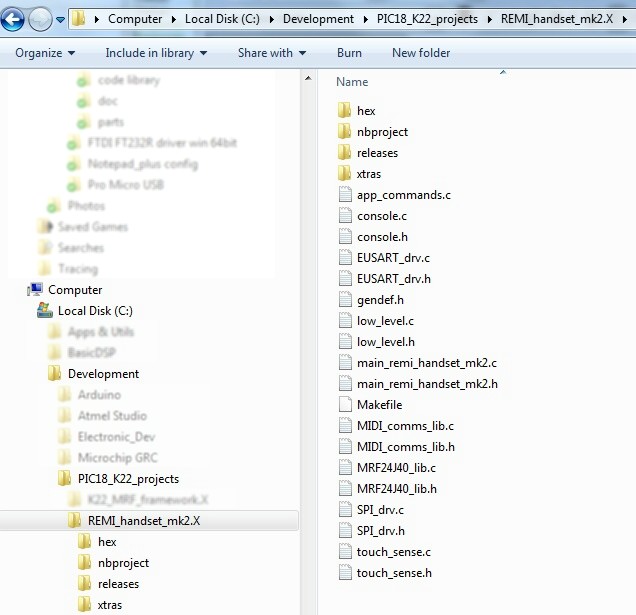 Computer Local Disk (C:) Development PIC18_K22_projects REMI_handset_mk2.X
Organize Include in library Share with Burn New folder
code library
doc
parts
FTDI FT232R driver win 64bit
Notepad_plus config
Pro Micro USB
Photos
Saved Games
Searches
Tracing
Computer
Local Disk (C:)
Apps & Utils
BasicDSP
Development
Arduino
Atmel Studio
Electronic_Dev
Microchip GRC
PIC18_K22_projects
K22_MRF_framework.X
REMI_handset_mk2.X
hex
nbproject
releases
xtras
Name
hex
nbproject
releases
xtras
app_commands.c
console.c
console.h
EUSART_drv.c
EUSART_drv.h
gendef.h
low_level.c
low_level.h
main_remi_handset_mk2.c
main_remi_handset_mk2.h
Makefile
MIDI_comms_lib.c
MIDI_comms_lib.h
MRF24J40_lib.c
MRF24J40_lib.h
SPI_drv.c
SPI_drv.h
touch_sense.c
touch_sense.h